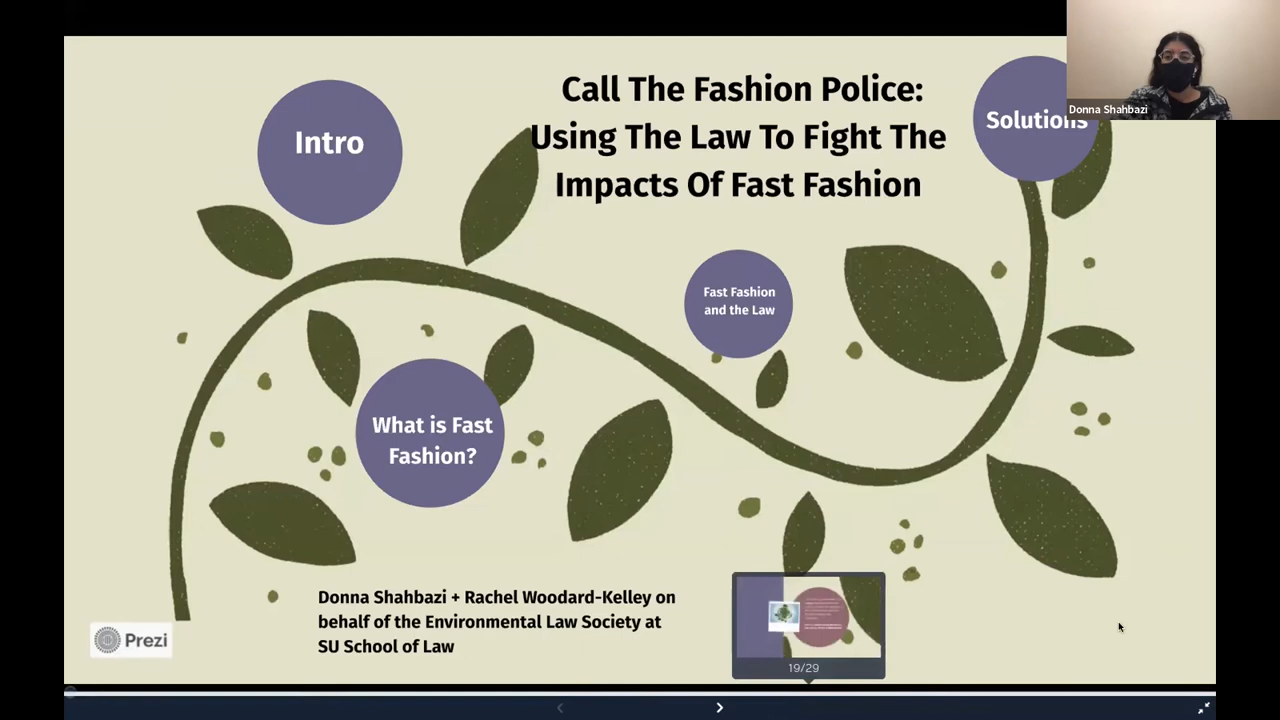 Call The Fashion Police:
Using The Law To Fight The
Impacts Of Fast Fashion
Intro
Solutions
Donna Shahbazi
Fast Fashion
and the Law
What is Fast
Fashion?
Donna Shahbazi + Rachel Woodard-Kelley on
behalf of the Environmental Law Society at
SU School of Law
Prezi
19/29